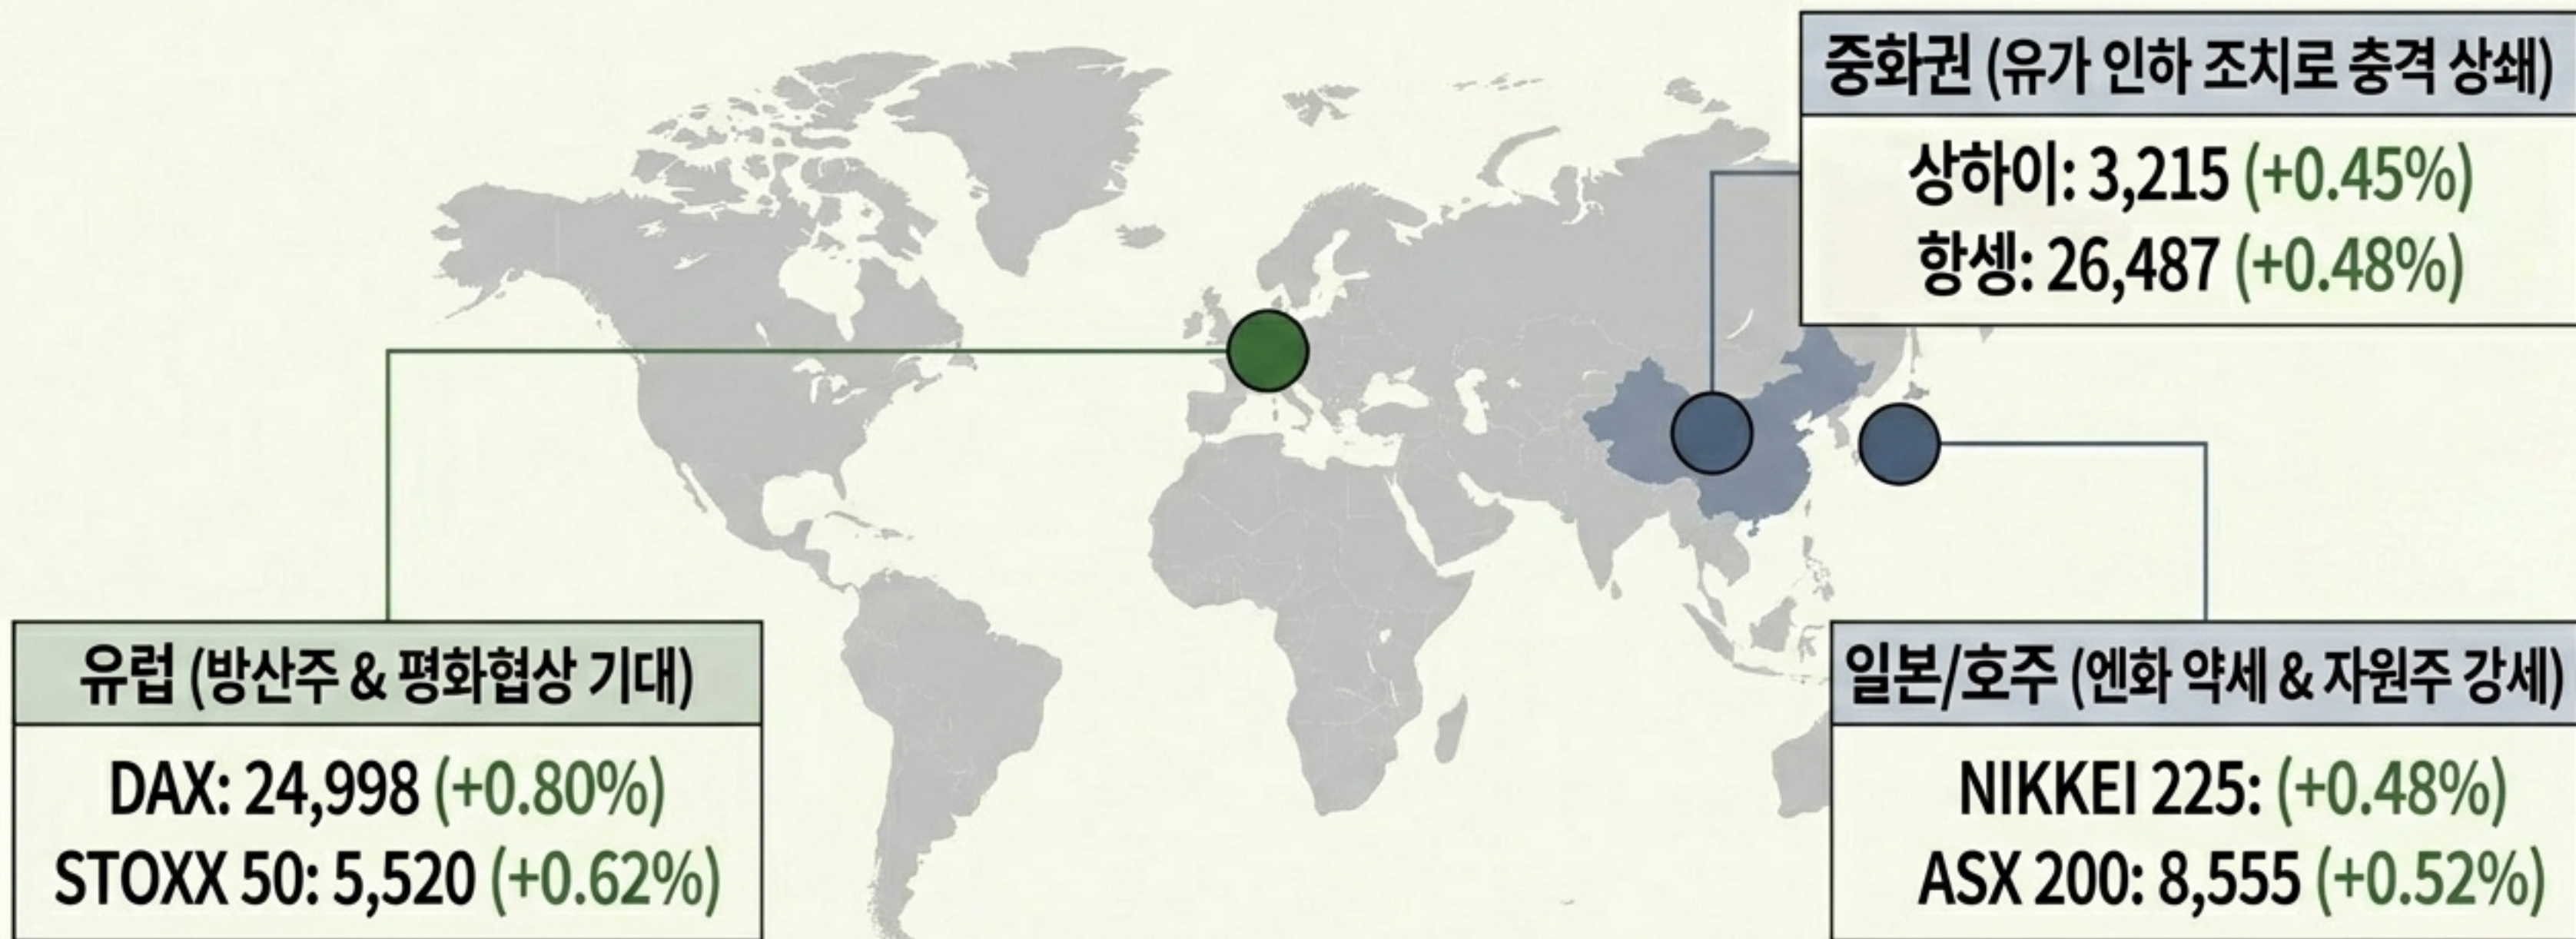 중화권 (유가 인하 조치로 충격 상쇄)
상하이: 3,215 (+0.45%)
항셍: 26,487 (+0.48%)
유럽 (방산주 & 평화협상 기대)
DAX: 24,998 (+0.80%)
STOXX 50: 5,520 (+0.62%)
일본/호주 (엔화 약세 & 자원주 강세)
NIKKEI 225: (+0.48%)
ASX 200: 8,555 (+0.52%)